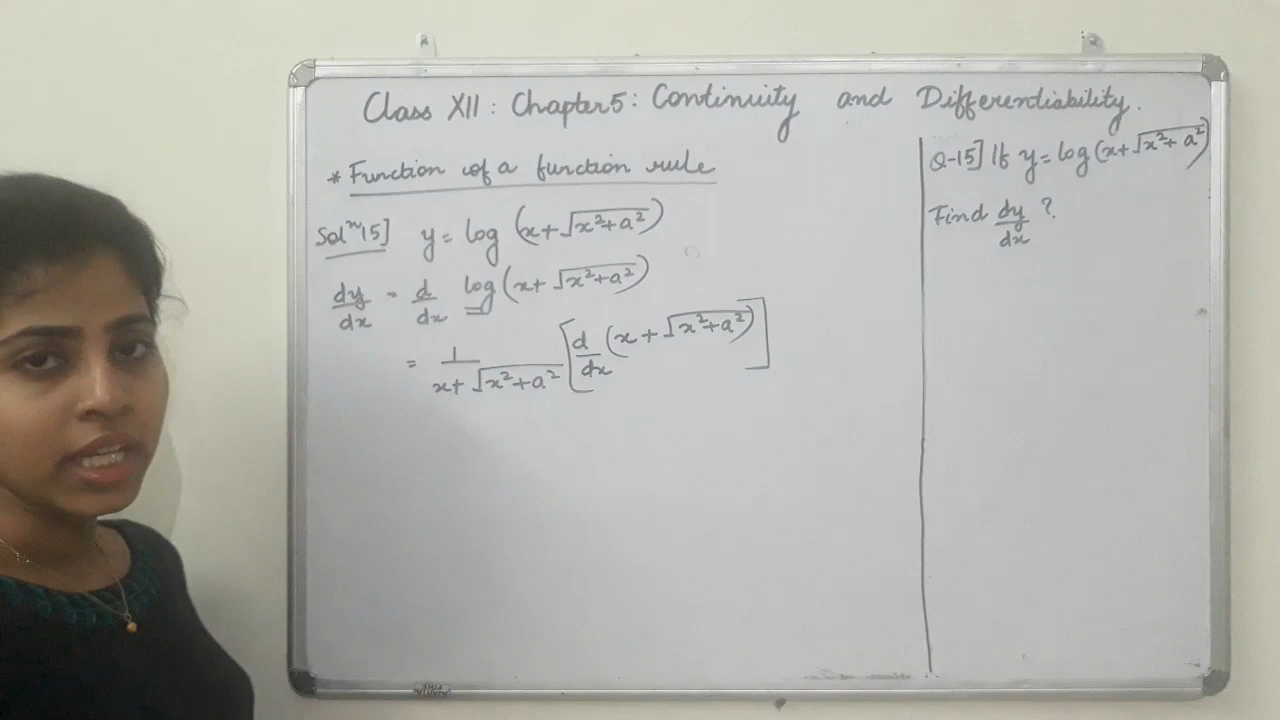 Class XII : Chapter 5 : Continuity and Differentiability.
* Function of a function rule
Solⁿ 15] y = log (x + √(x² + a²))
dy/dx = d/dx log (x + √(x² + a²))
= 1/(x + √(x² + a²)) [d/dx (x + √(x² + a²))]
Q-15] If y = log (x + √(x² + a²))
Find dy/dx ?